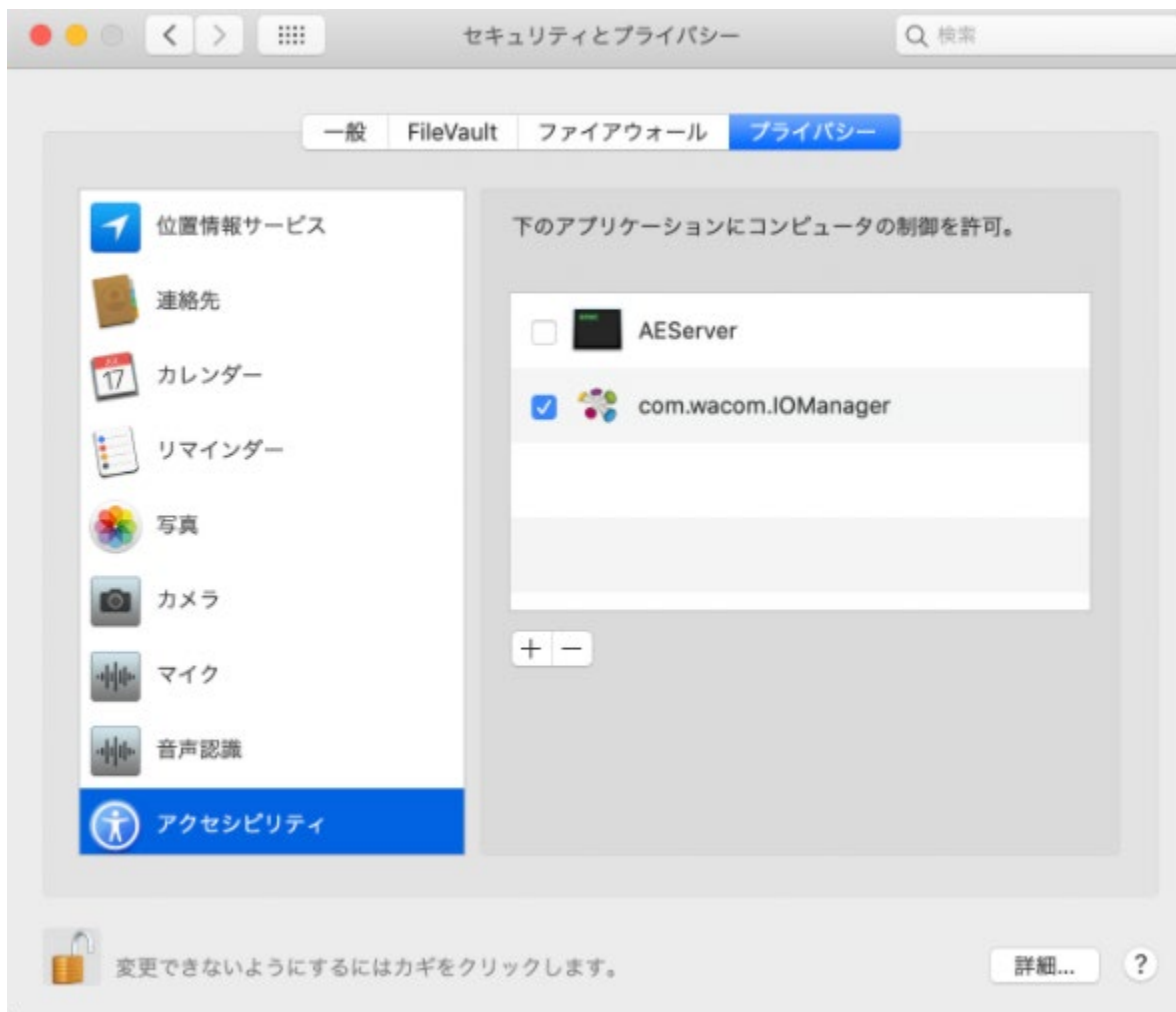 セキュリティとプライバシー
検索
一般 FileVault ファイアウォール プライバシー
位置情報サービス
連絡先
カレンダー
リマインダー
写真
カメラ
マイク
音声認識
アクセシビリティ
下のアプリケーションにコンピュータの制御を許可。
AEServer
com.wacom.IOManager
変更できないようにするにはカギをクリックします。
詳細... ?
17